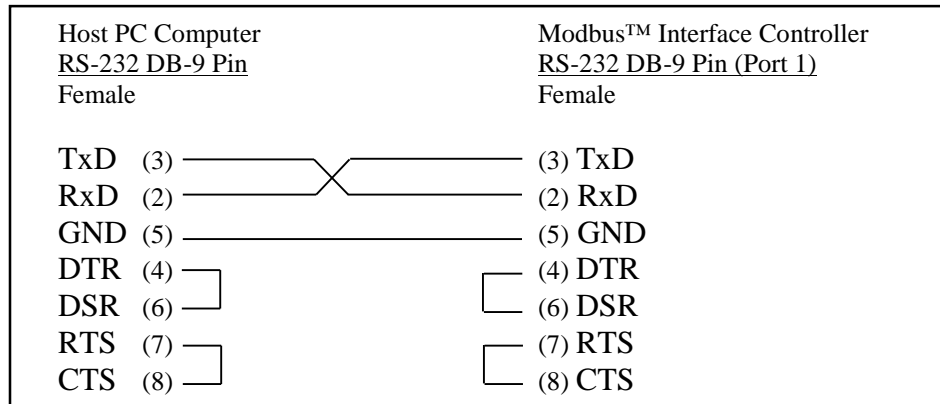 Host PC Computer Modbus™ Interface Controller
RS-232 DB-9 Pin RS-232 DB-9 Pin (Port 1)
Female Female
TxD (3) (3) TxD
RxD (2) (2) RxD
GND (5) (5) GND
DTR (4) (4) DTR
DSR (6) (6) DSR
RTS (7) (7) RTS
CTS (8) (8) CTS